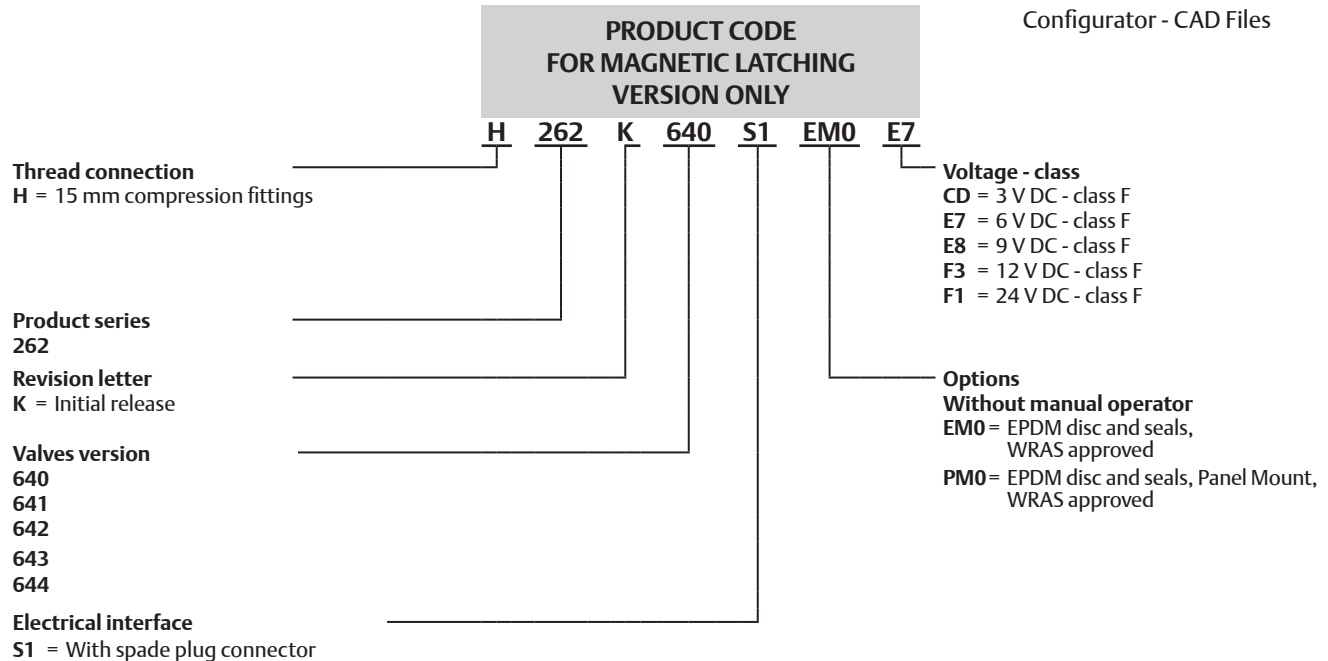 PRODUCT CODE
FOR MAGNETIC LATCHING
VERSION ONLY
Configurator - CAD Files
H 262 K 640 S1 EM0 E7
Thread connection
H = 15 mm compression fittings
Product series
262
Revision letter
K = Initial release
Valves version
640
641
642
643
644
Electrical interface
S1 = With spade plug connector
Voltage - class
CD = 3 V DC - class F
E7 = 6 V DC - class F
E8 = 9 V DC - class F
F3 = 12 V DC - class F
F1 = 24 V DC - class F
Options
Without manual operator
EM0 = EPDM disc and seals,
WRAS approved
PM0 = EPDM disc and seals, Panel Mount,
WRAS approved